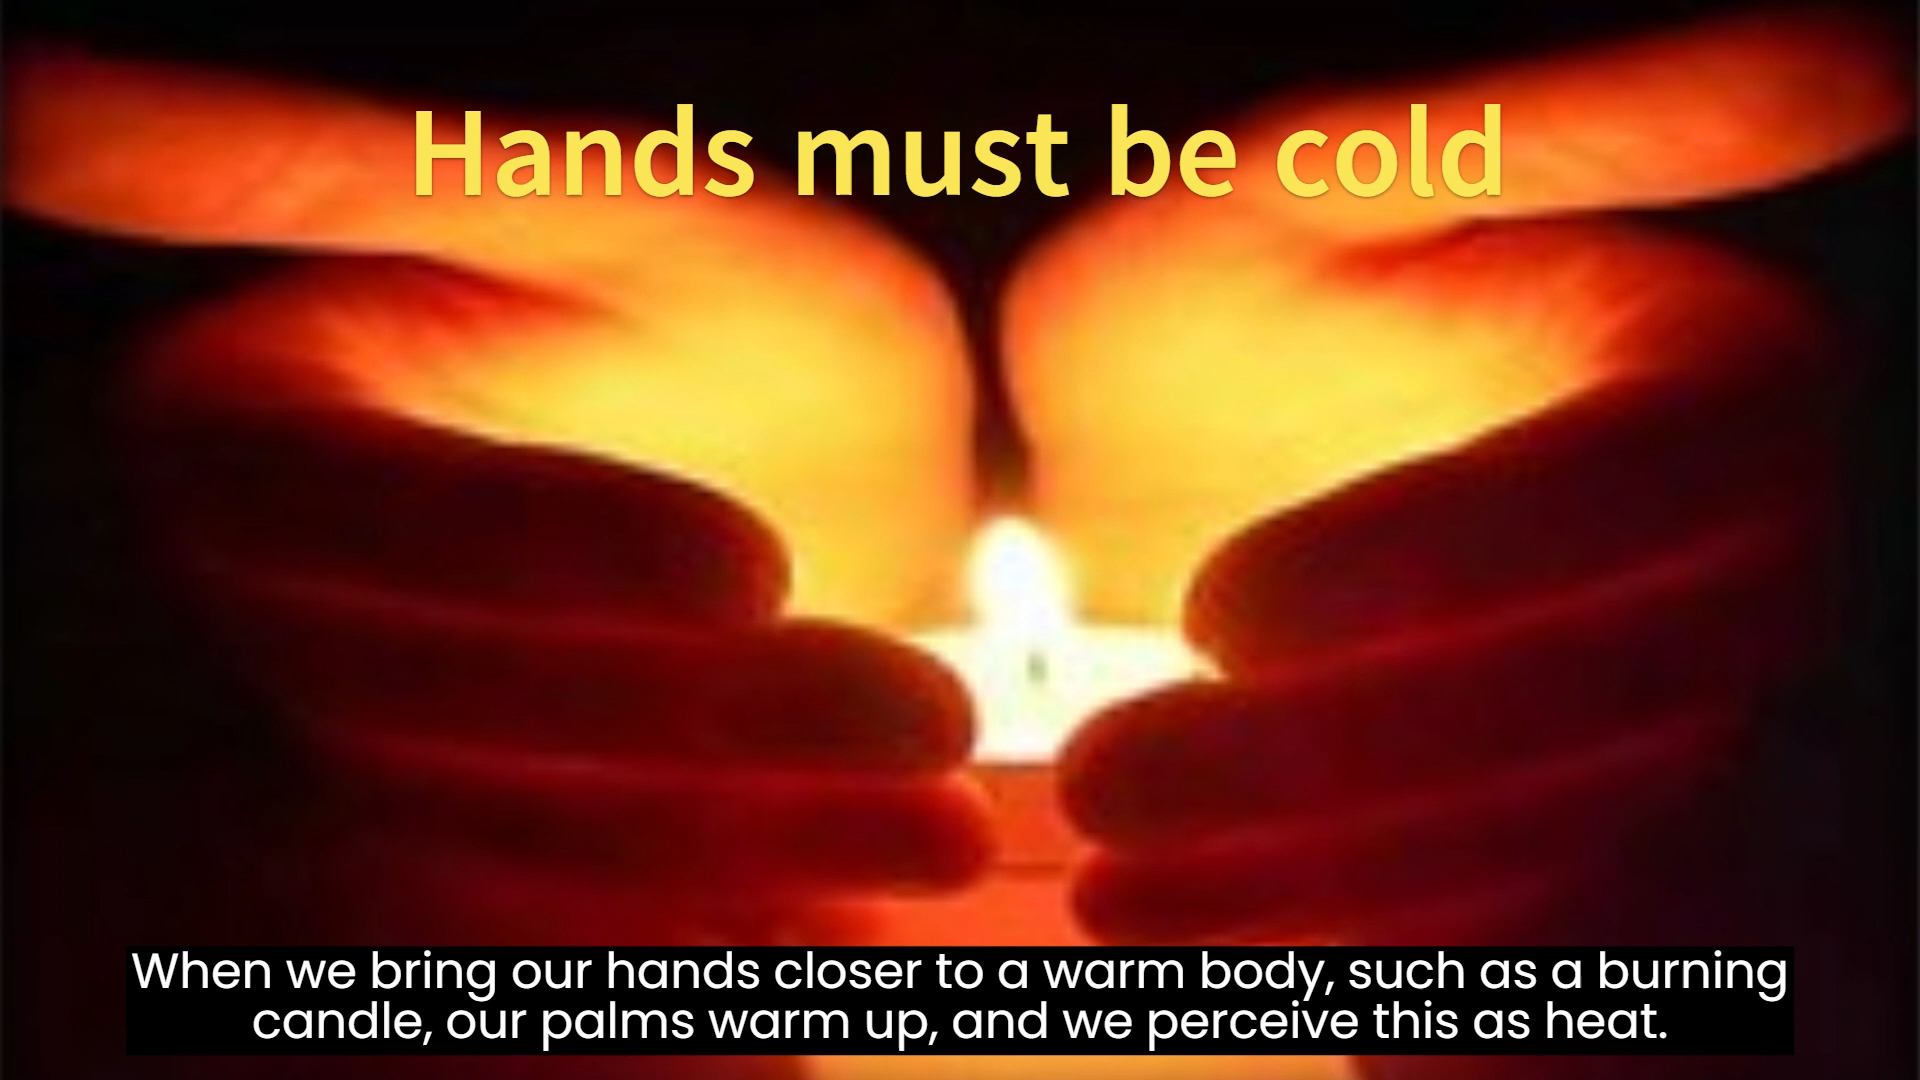 Hands must be cold
When we bring our hands closer to a warm body, such as a burning
candle, our palms warm up, and we perceive this as heat.